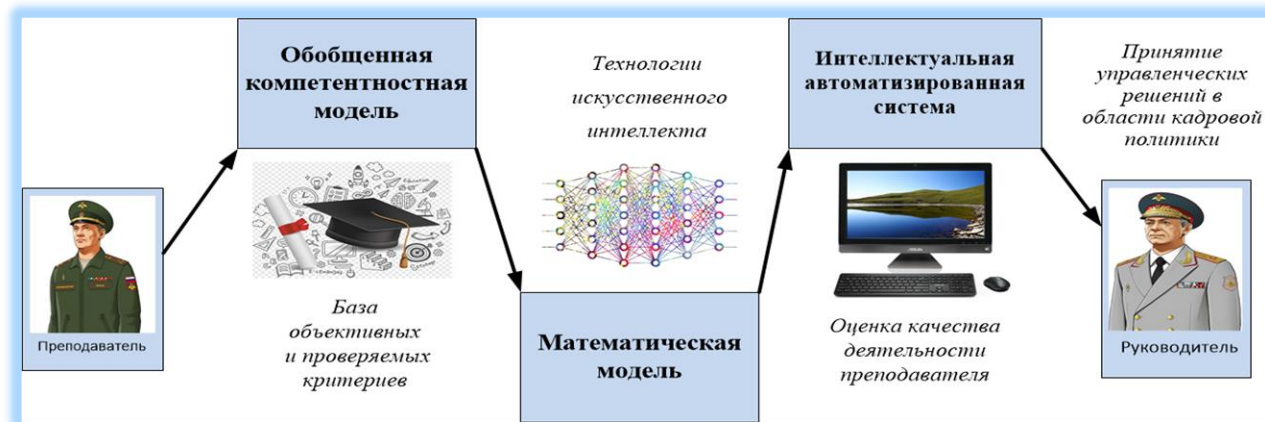 Преподаватель
Обобщенная
компетентностная
модель
База
объективных
и проверяемых
критериев
Технологии
искусственного
интеллекта
Математическая
модель
Интеллектуальная
автоматизированная
система
Оценка качества
деятельности
преподавателя
Принятие
управленческих
решений в
области кадровой
политики
Руководитель